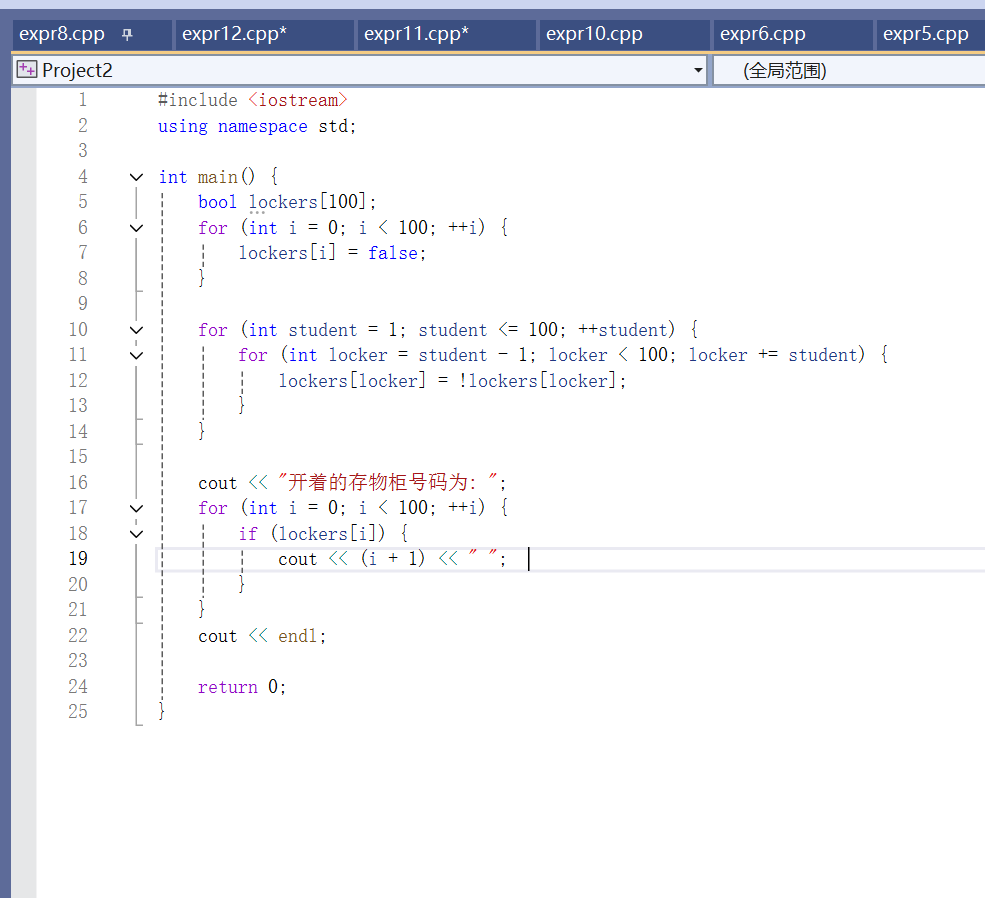 expr8.cpp expr12.cpp* expr11.cpp* expr10.cpp expr6.cpp expr5.cpp
Project2 (全局范围)
1 #include <iostream>
2 using namespace std;
3
4 int main() {
5 bool lockers[100];
6 for (int i = 0; i < 100; ++i) {
7 lockers[i] = false;
8 }
9
10 for (int student = 1; student <= 100; ++student) {
11 for (int locker = student - 1; locker < 100; locker += student) {
12 lockers[locker] = !lockers[locker];
13 }
14 }
15
16 cout << "开着的存物柜号码为: ";
17 for (int i = 0; i < 100; ++i) {
18 if (lockers[i]) {
19 cout << (i + 1) << " ";
20 }
21 }
22 cout << endl;
23
24 return 0;
25 }